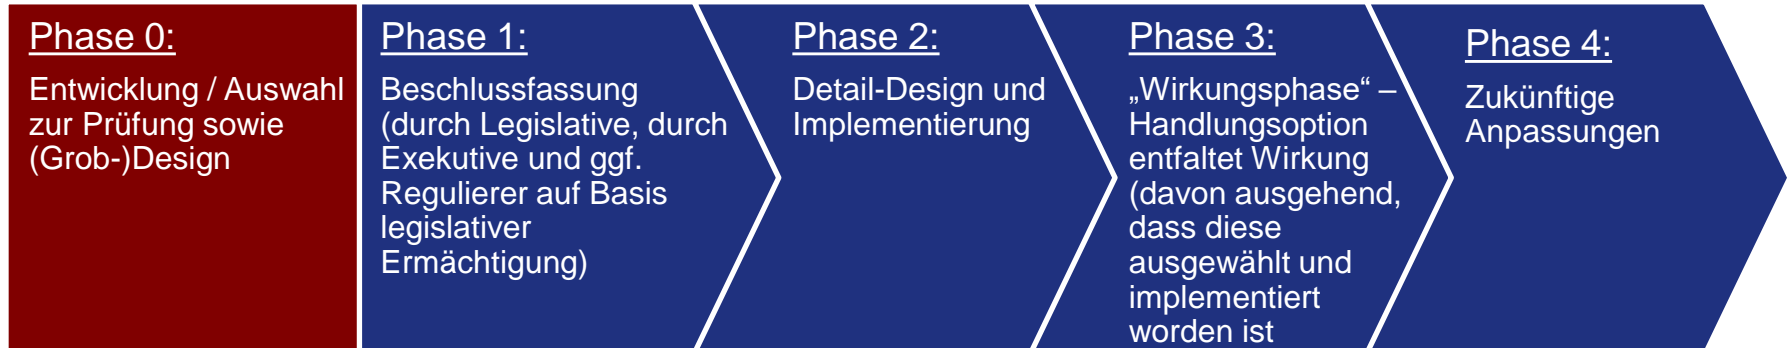 Phase 0:
Entwicklung / Auswahl
zur Prüfung sowie
(Grob-)Design
Phase 1:
Beschlussfassung
(durch Legislative, durch
Exekutive und ggf.
Regulierer auf Basis
legislativer
Ermächtigung)
Phase 2:
Detail-Design und
Implementierung
Phase 3:
„Wirkungsphase“ –
Handlungsoption
entfaltet Wirkung
(davon ausgehend,
dass diese
ausgewählt und
implementiert
worden ist
Phase 4:
Zukünftige
Anpassungen